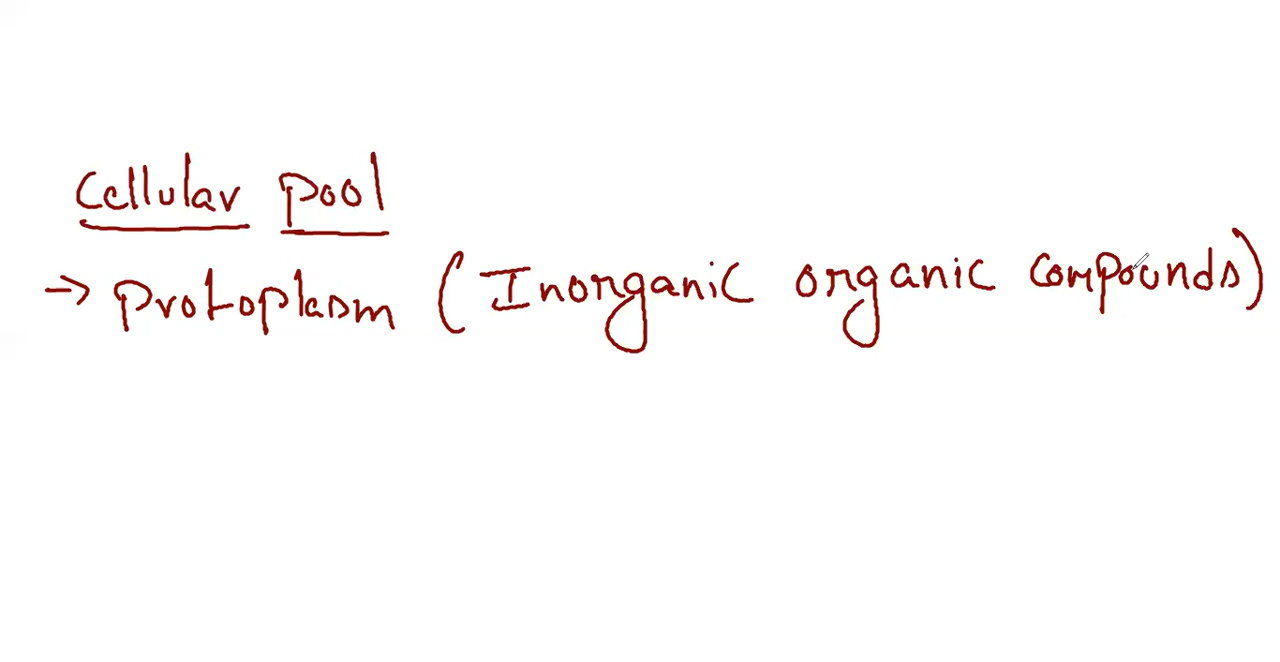 Cellular pool
→ Protoplasm (Inorganic organic compounds)